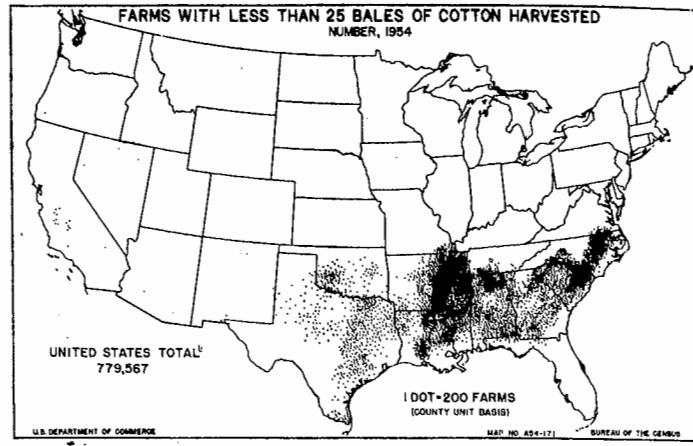 FARMS WITH LESS THAN 25 BALES OF COTTON HARVESTED
NUMBER, 1954
UNITED STATES TOTAL
779,567
1 DOT=200 FARMS
(COUNTY UNIT BASIS)
U.S. DEPARTMENT OF COMMERCE
MAP NO. A54-171
BUREAU OF THE CENSUS